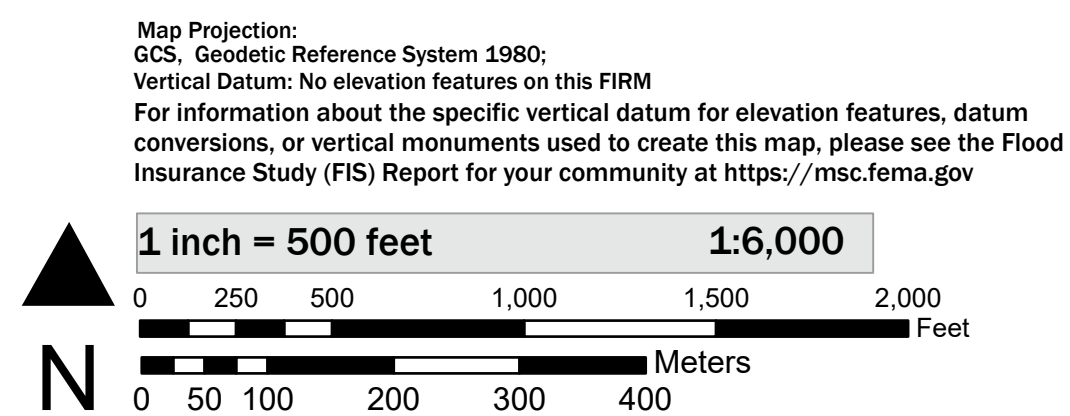 Map Projection:
GCS,  Geodetic Reference System 1980;
Vertical Datum: No elevation features on this FIRM
For information about the specific vertical datum for elevation features, datum
conversions, or vertical monuments used to create this map, please see the Flood
Insurance Study (FIS) Report for your community at https://msc.fema.gov
1 inch = 500 feet 1:6,000
0 250 500 1,000 1,500 2,000
Feet
N
Meters
0 50 100 200 300 400